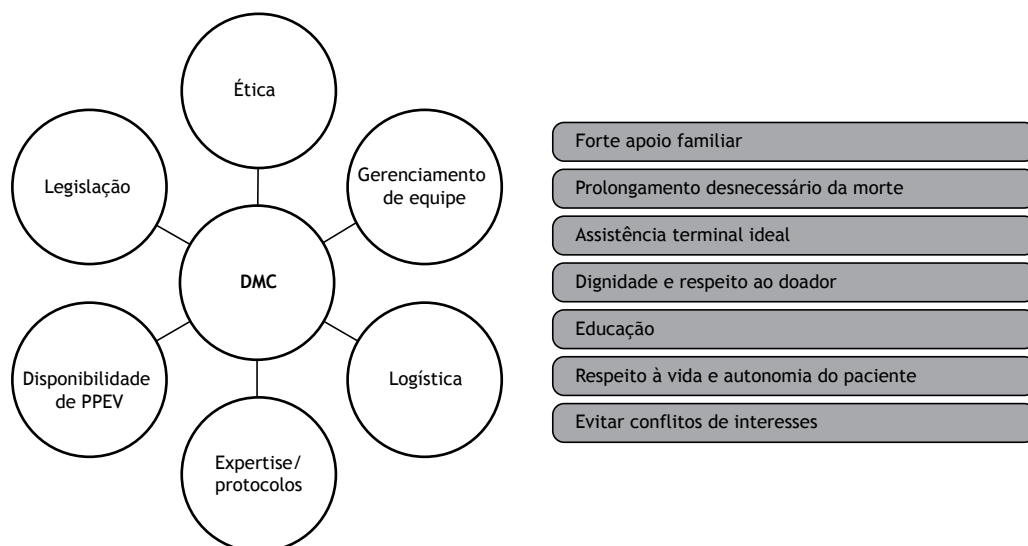 Ética
Legislação
Gerenciamento
de equipe
DMC
Disponibilidade
de PPEV
Logística
Expertise/
protocolos
Forte apoio familiar
Prolongamento desnecessário da morte
Assistência terminal ideal
Dignidade e respeito ao doador
Educação
Respeito à vida e autonomia do paciente
Evitar conflitos de interesses